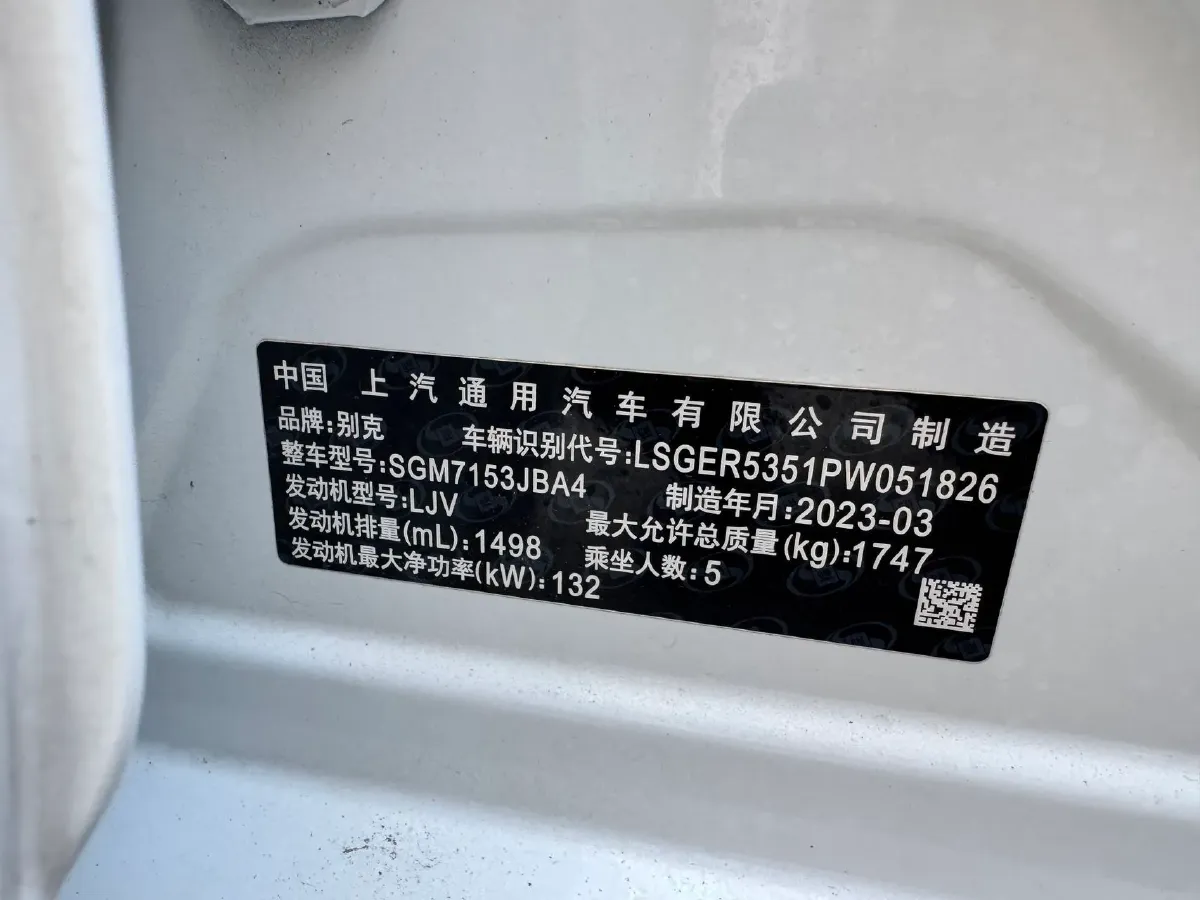 中国 上汽通用汽车有限公司制造
品牌:别克 车辆识别代号:LSGER5351PW051826
整车型号:SGM7153JBA4 制造年月:2023-03
发动机型号:LJV 最大允许总质量(kg):1747
发动机排量(mL):1498 乘坐人数:5
发动机最大净功率(kW):132